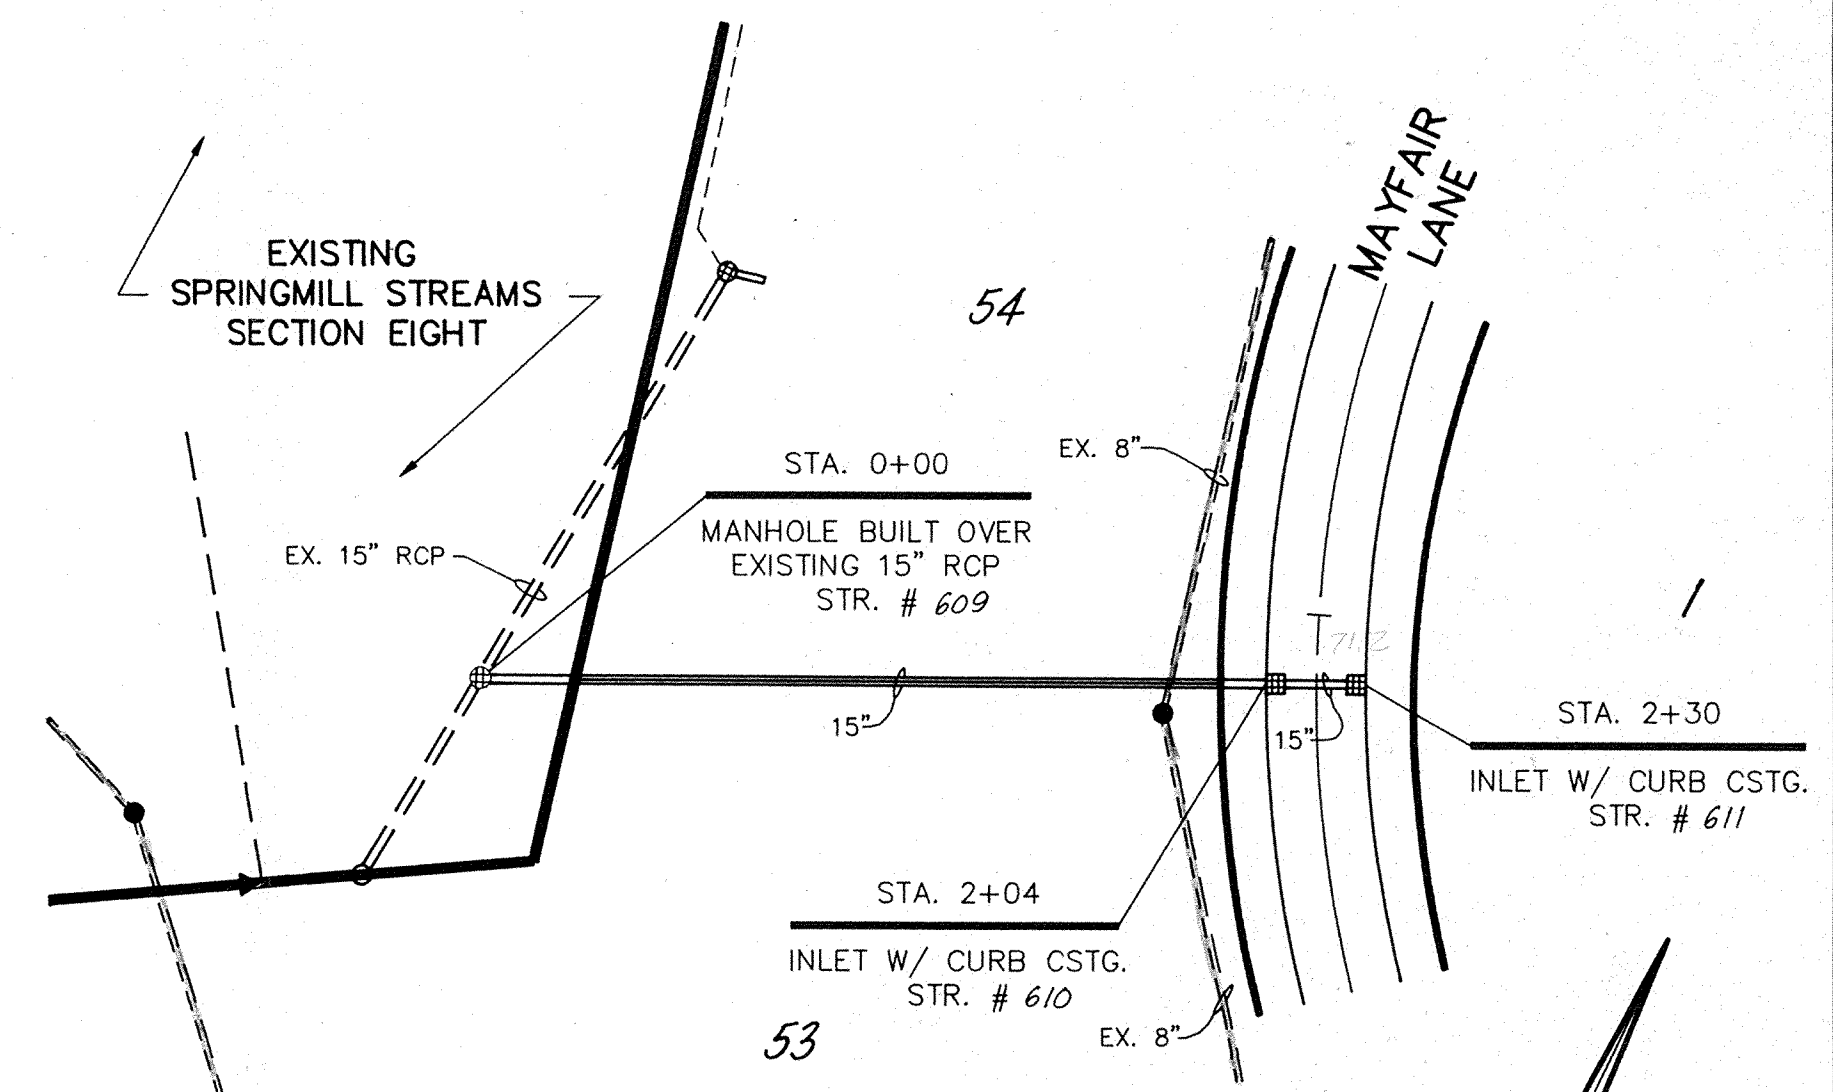 MAYFAIR
LANE
EXISTING
SPRINGMILL STREAMS
SECTION EIGHT
54
EX. 8"
STA. 0+00
MANHOLE BUILT OVER
EXISTING 15" RCP
STR. # 609
EX. 15" RCP
71.2
15"
15"
STA. 2+30
INLET W/ CURB CSTG.
STR. # 611
STA. 2+04
INLET W/ CURB CSTG.
STR. # 610
53
EX. 8"